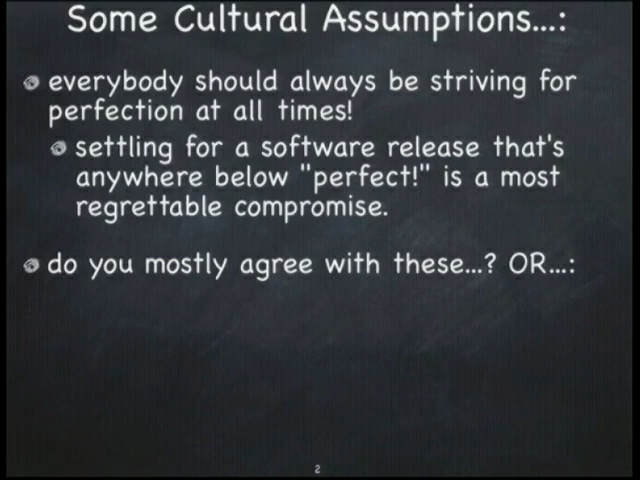 Some Cultural Assumptions...:
everybody should always be striving for
perfection at all times!
settling for a software release that's
anywhere below "perfect!" is a most
regrettable compromise.
do you mostly agree with these...? OR...:
2